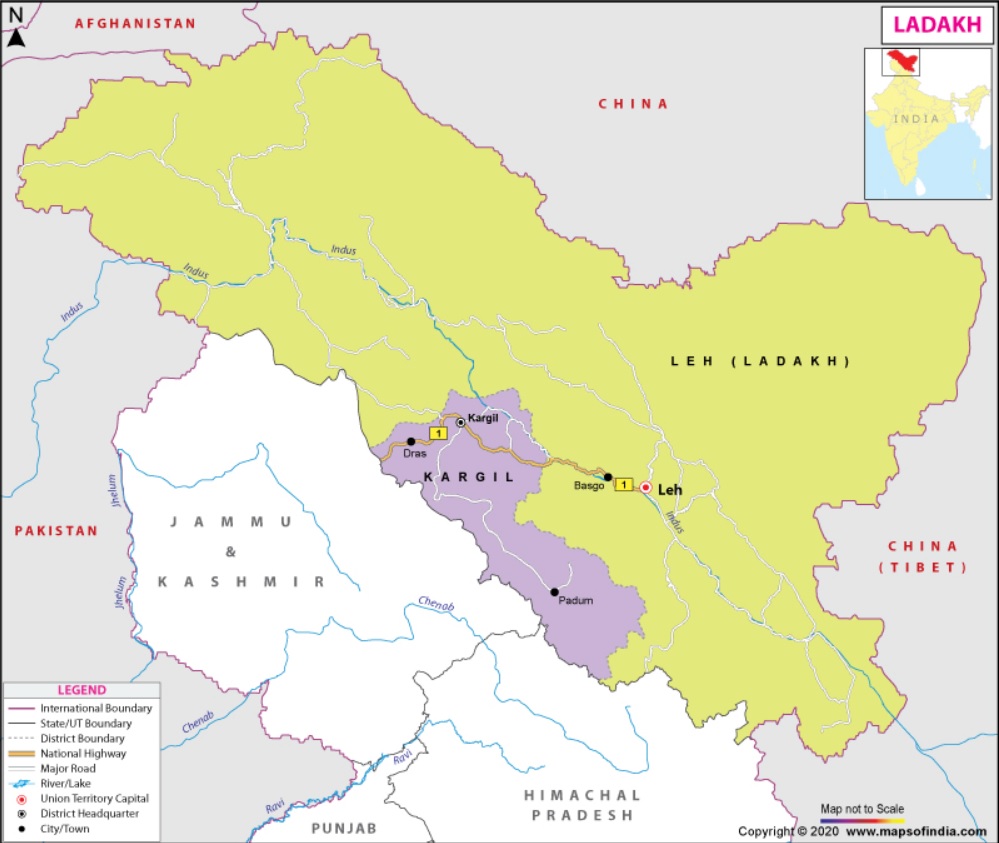 N
AFGHANISTAN
LADAKH
CHINA
INDIA
Indus
Indus
Indus
LEH (LADAKH)
Kargil
1
Dras
KARGIL
Basgo
1
Leh
Indus
Jhelum
PAKISTAN
JAMMU
&
KASHMIR
CHINA
(TIBET)
Jhelum
Padum
Chenab
Chenab
Ravi
Ravi
HIMACHAL
PRADESH
PUNJAB
LEGEND
International Boundary
State/UT Boundary
District Boundary
National Highway
Major Road
River/Lake
Union Territory Capital
District Headquarter
City/Town
Map not to Scale
Copyright © 2020 www.mapsofindia.com